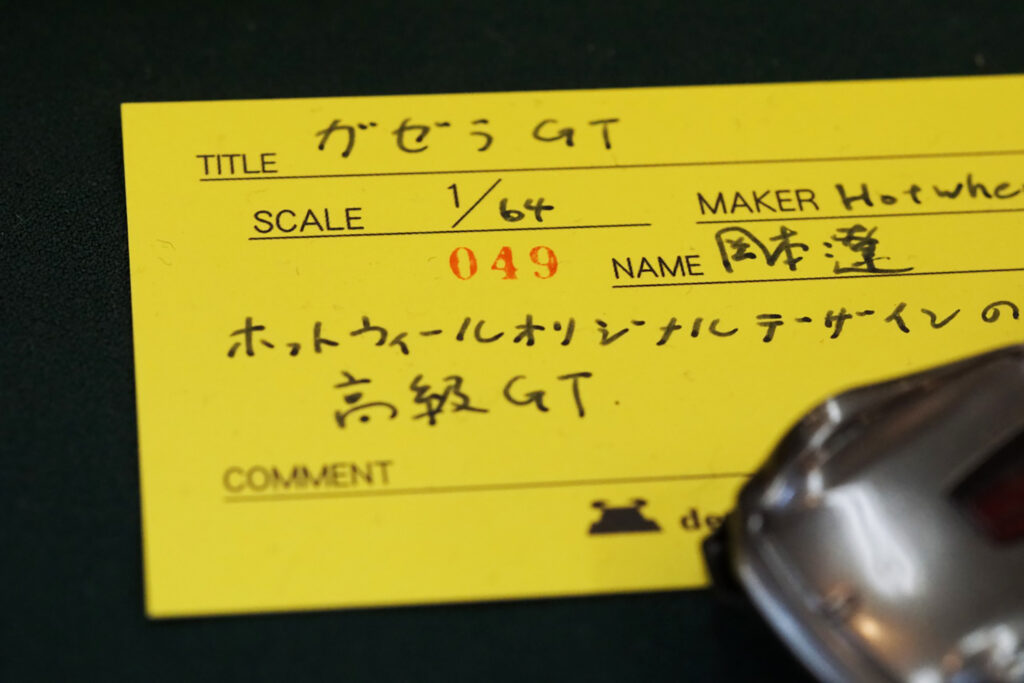 TITLE ガゼラ GT
SCALE 1/64
MAKER Hotwhe
049
NAME 岡本達
ホットウィールオリジナルデザインの
高級GT.
COMMENT
de